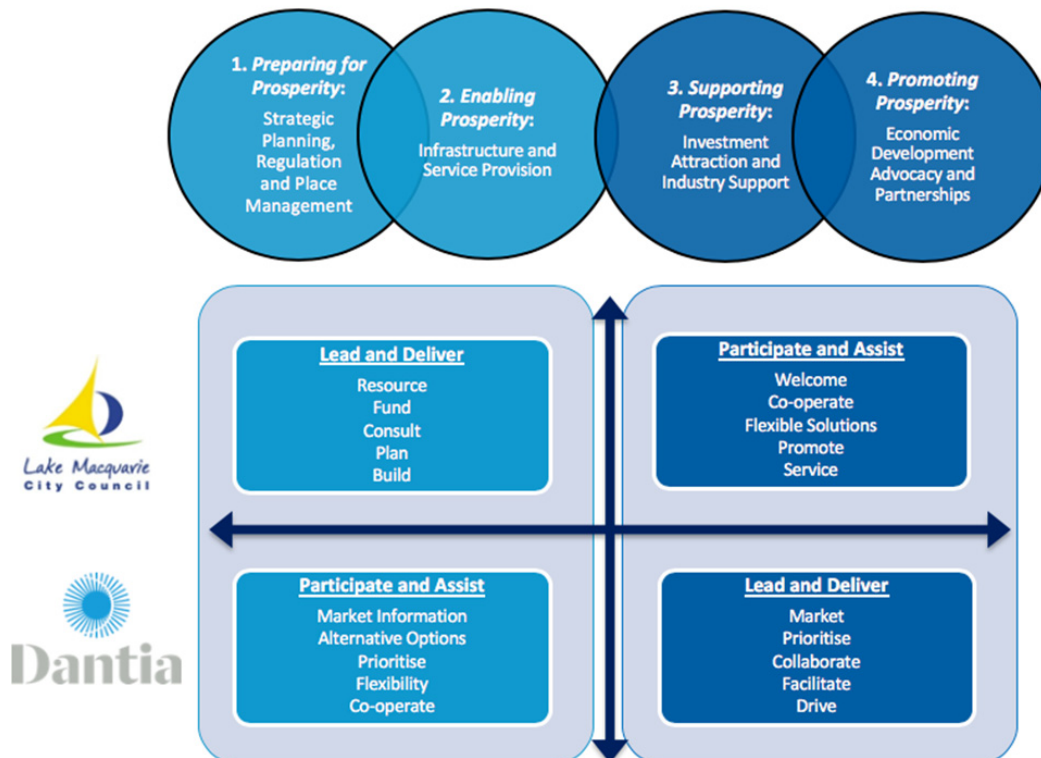 1. Preparing for
Prosperity:
Strategic
Planning,
Regulation
and Place
Management
2. Enabling
Prosperity:
Infrastructure and
Service Provision
3. Supporting
Prosperity:
Investment
Attraction and
Industry Support
4. Promoting
Prosperity:
Economic
Development
Advocacy and
Partnerships
Lake Macquarie
City Council
Lead and Deliver
Resource
Fund
Consult
Plan
Build
Participate and Assist
Welcome
Co-operate
Flexible Solutions
Promote
Service
Dantia
Participate and Assist
Market Information
Alternative Options
Prioritise
Flexibility
Co-operate
Lead and Deliver
Market
Prioritise
Collaborate
Facilitate
Drive